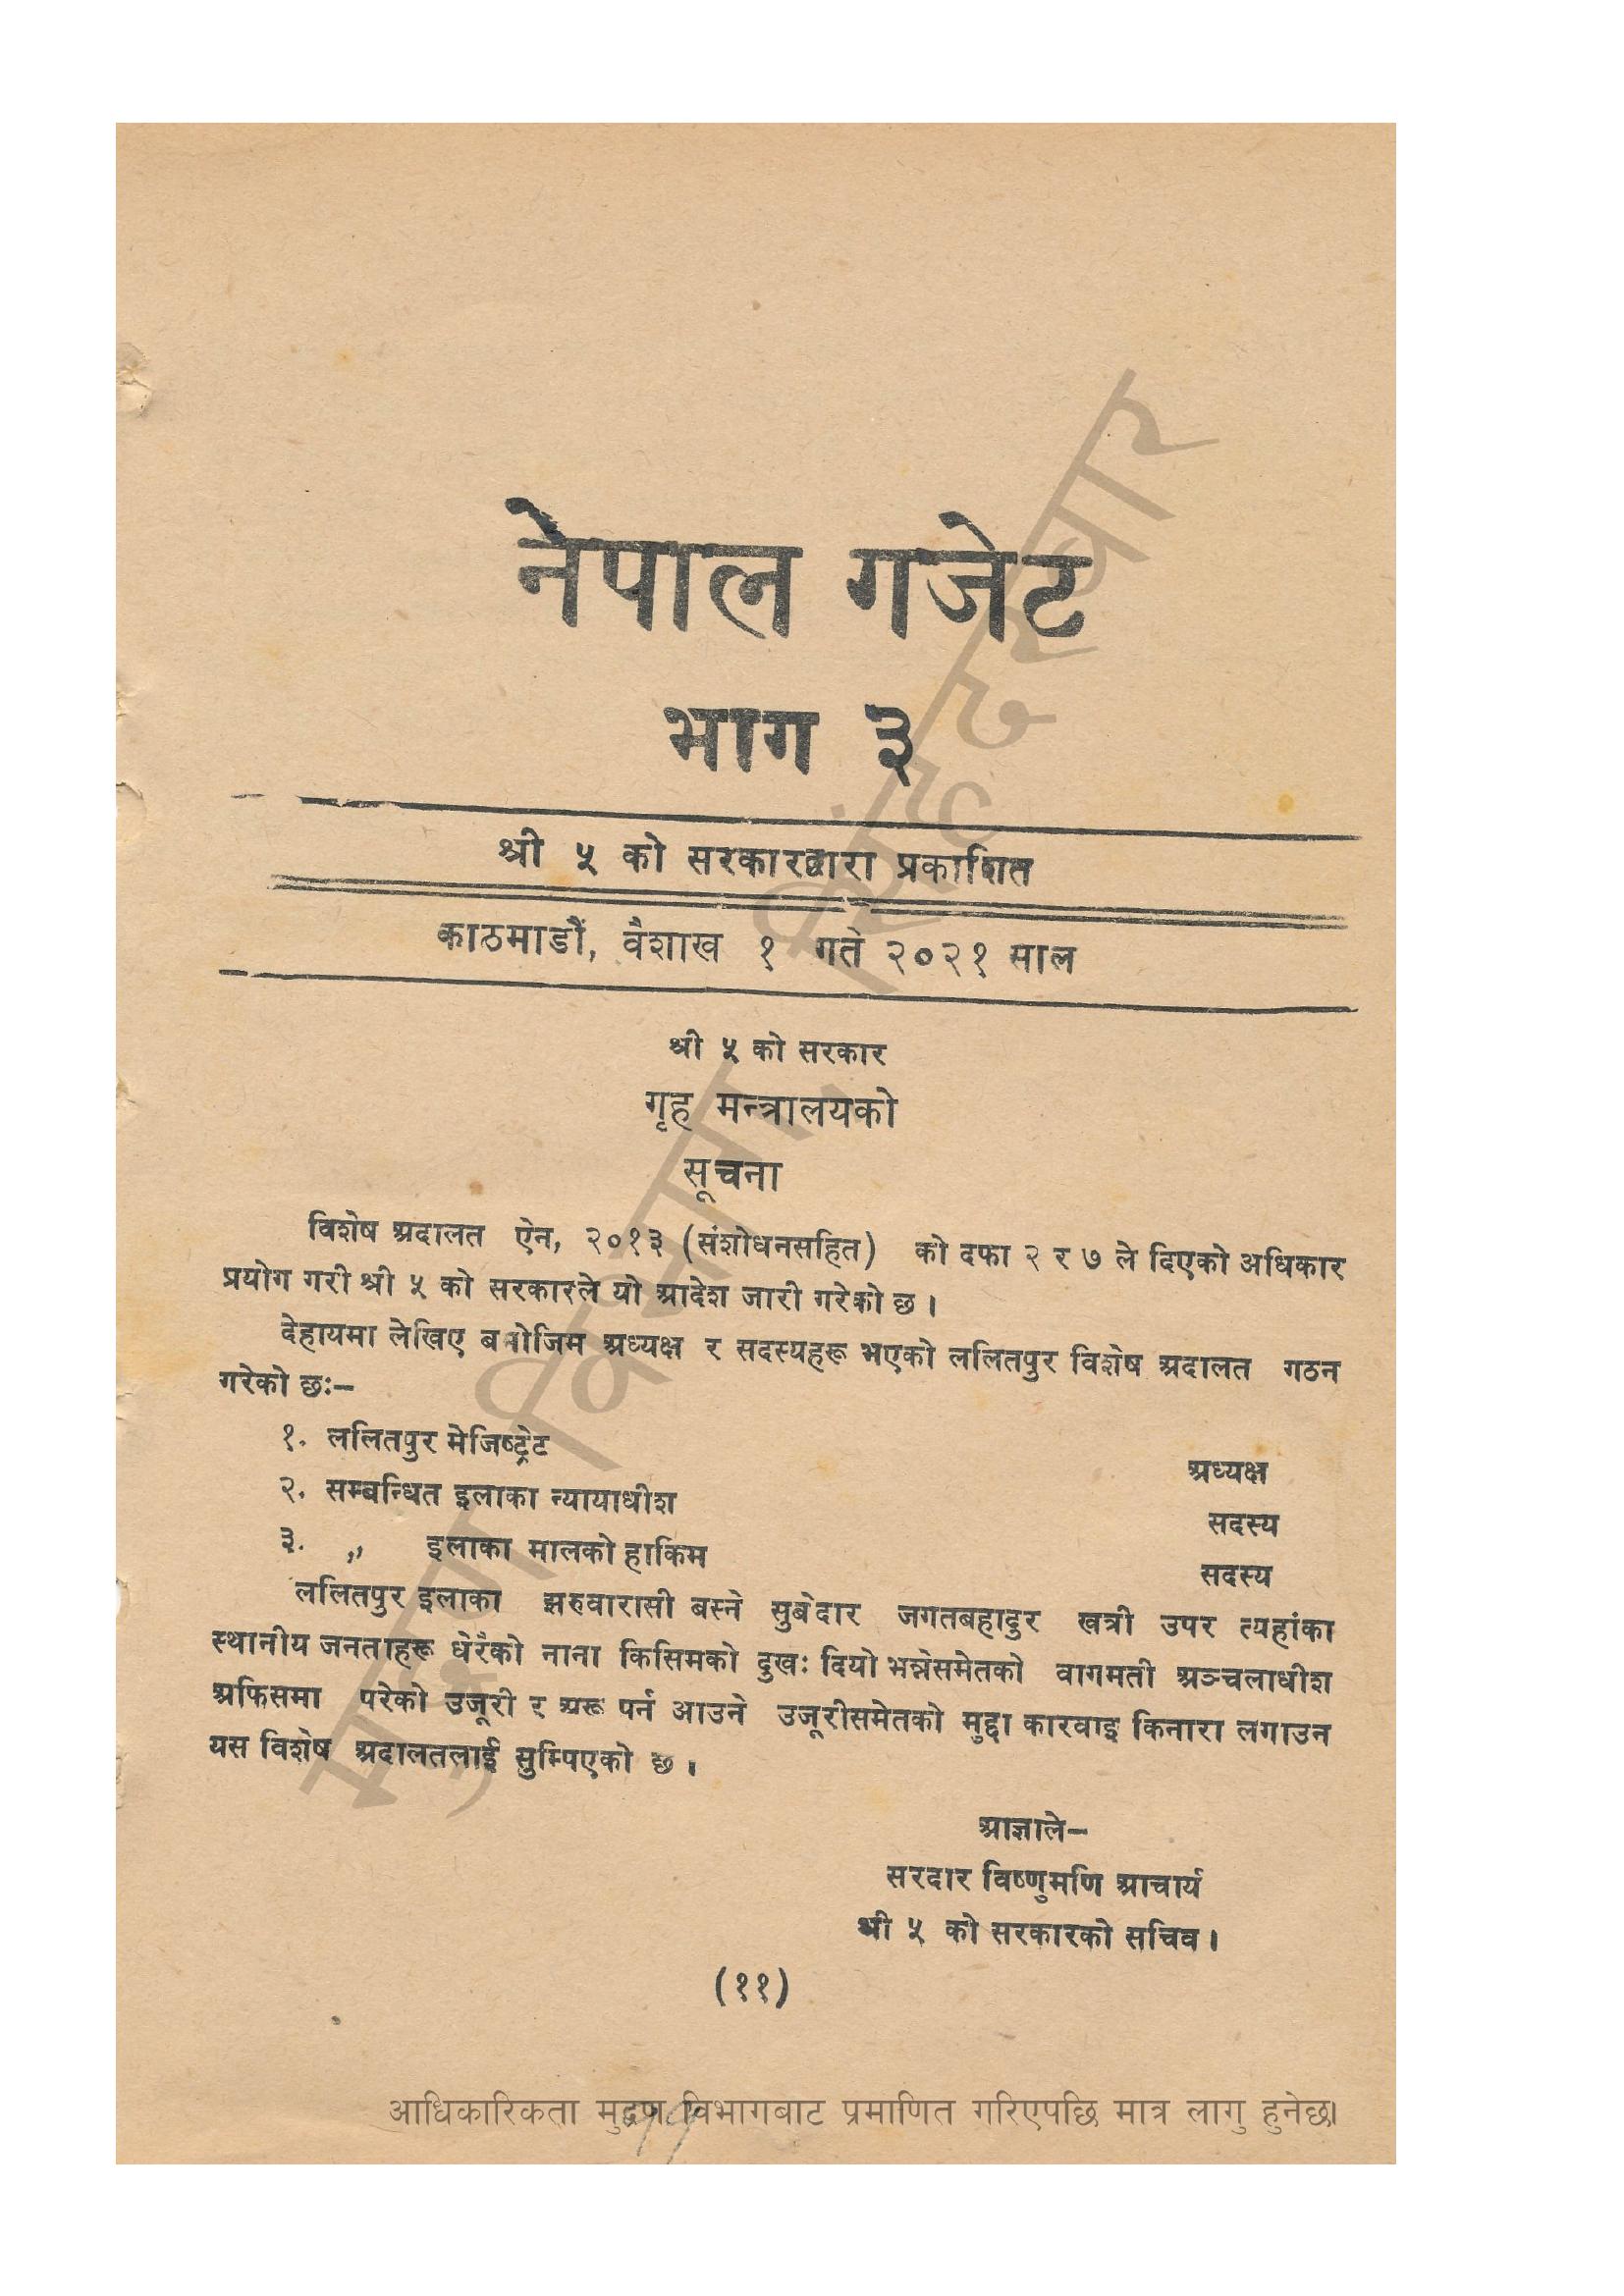 नेपाल गजेट
भाग ३
श्री ५ को सरकारद्वारा प्रकाशित
काठमाडौं, वैशाख १ गते २०२१ साल
श्री ५ को सरकार
गृह मन्त्रालयको
सूचना
विशेष अदालत ऐन, २०१३ (संशोधनसहित) को दफा २ र ७ ले दिएको अधिकार
प्रयोग गरी श्री ५ को सरकारले यो आदेश जारी गरेको छ ।
देहायमा लेखिए बमोजिम अध्यक्ष र सदस्यहरू भएको ललितपुर विशेष अदालत गठन
गरेको छः–
१. ललितपुर मेजिष्ट्रेट अध्यक्ष
२. सम्बन्धित इलाका न्यायाधीश सदस्य
३. ,, इलाका मालको हाकिम सदस्य
ललितपुर इलाका झरुवारासी बस्ने सुबेदार जगतबहादुर खत्री उपर त्यहांका
स्थानीय जनताहरू धेरैको नाना किसिमको दुखः दियो भन्नेसमेतको वागमती अञ्चलाधीश
अफिसमा परेको उजूरी र अरू पर्न आउने उजूरीसमेतको मुद्दा कारवाइ किनारा लगाउन
यस विशेष अदालतलाई सुम्पिएको छ ।
आज्ञाले–
सरदार विष्णुमणि आचार्य
श्री ५ को सरकारको सचिव ।
(११)
आधिकारिकता मुद्रण विभागबाट प्रमाणित गरिएपछि मात्र लागु हुनेछ।
मुद्रण विभाग, सिंहदरबार